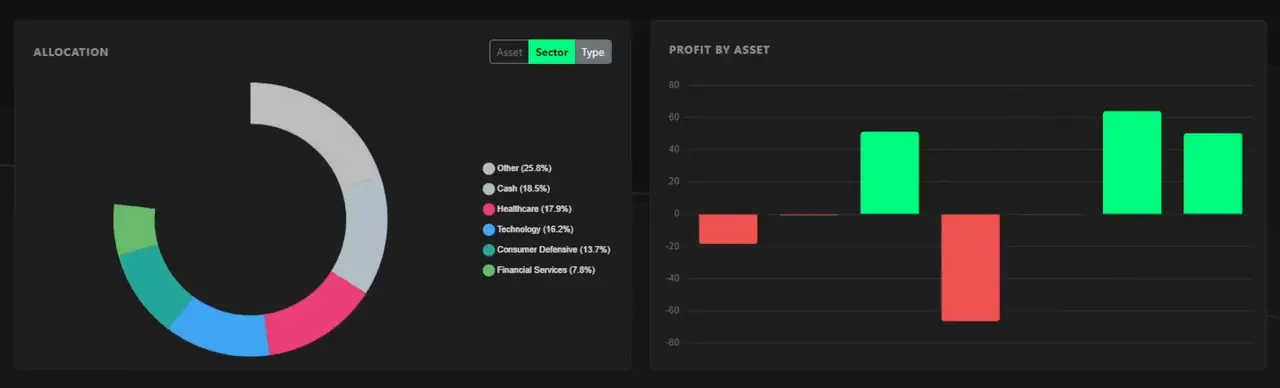 ALLOCATION
Asset Sector Type
Other (25.8%)
Cash (18.5%)
Healthcare (17.9%)
Technology (16.2%)
Consumer Defensive (13.7%)
Financial Services (7.8%)
PROFIT BY ASSET
80
60
40
20
0
-20
-40
-60
-80